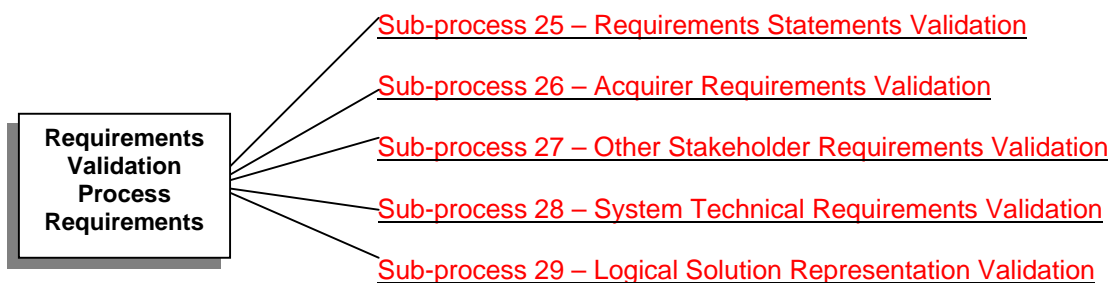 Sub-process 25 – Requirements Statements Validation
Sub-process 26 – Acquirer Requirements Validation
Requirements
Validation
Process
Requirements
Sub-process 27 – Other Stakeholder Requirements Validation
Sub-process 28 – System Technical Requirements Validation
Sub-process 29 – Logical Solution Representation Validation